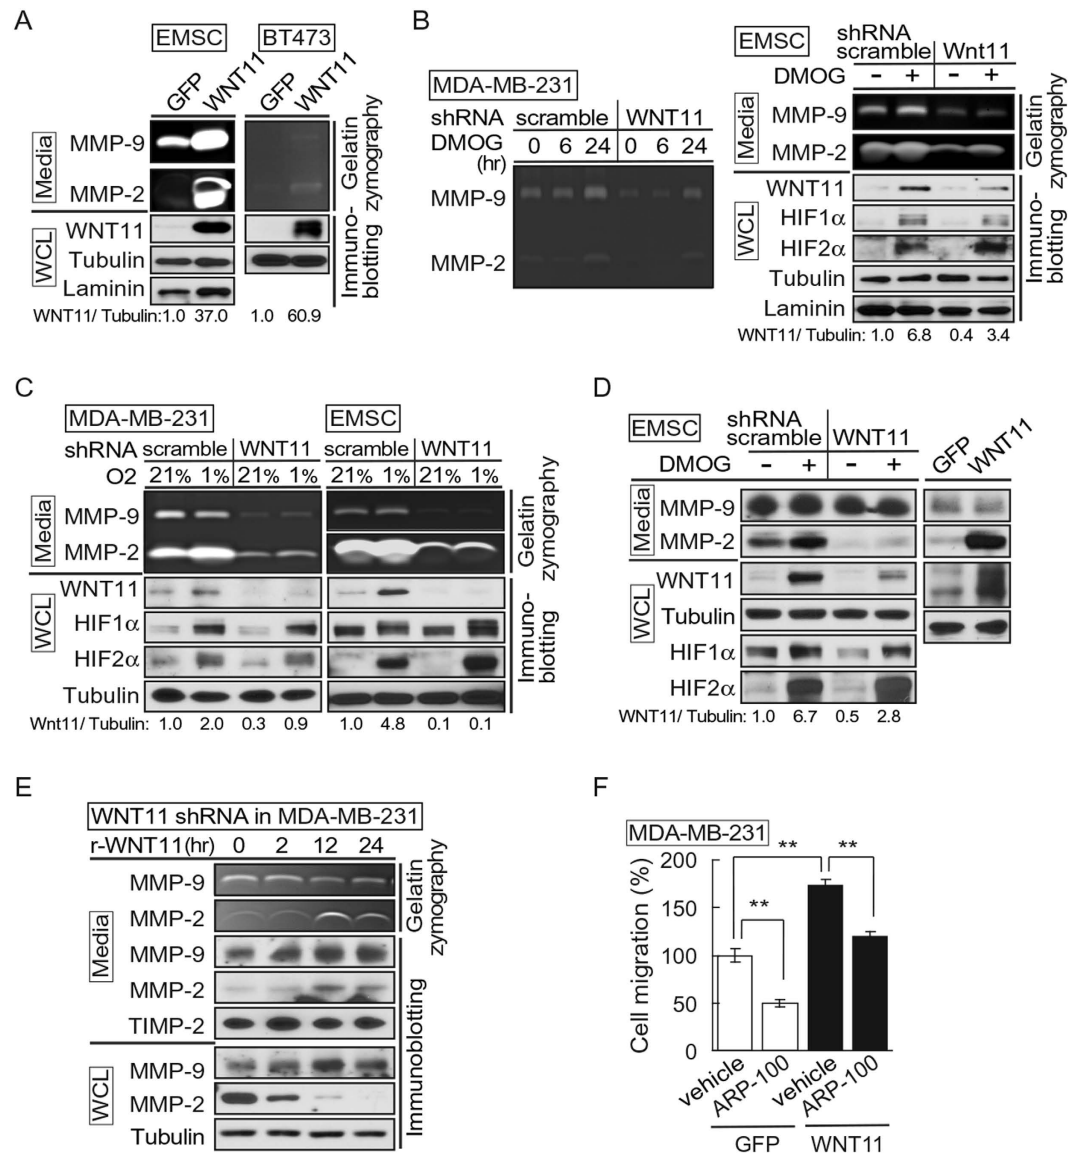 A
EMSC BT473
GFP WNT11 GFP WNT11
Media
MMP-9
MMP-2
Gelatin zymography
WCL
WNT11
Tubulin
Laminin
Immuno-blotting
WNT11/ Tubulin: 1.0 37.0 1.0 60.9
B
MDA-MB-231
shRNA scramble WNT11
DMOG 0 6 24 0 6 24
(hr)
MMP-9
MMP-2
EMSC shRNA
scramble Wnt11
DMOG - + - +
Media
MMP-9
MMP-2
Gelatin zymography
WCL
WNT11
HIF1α
HIF2α
Tubulin
Laminin
Immuno-blotting
WNT11/ Tubulin: 1.0 6.8 0.4 3.4
C
MDA-MB-231 EMSC
shRNA scramble WNT11 scramble WNT11
O2 21% 1% 21% 1% 21% 1% 21% 1%
Media
MMP-9
MMP-2
Gelatin zymography
WCL
WNT11
HIF1α
HIF2α
Tubulin
Immuno-blotting
Wnt11/ Tubulin: 1.0 2.0 0.3 0.9 1.0 4.8 0.1 0.1
D
EMSC shRNA
scramble WNT11
DMOG - + - +
GFP WNT11
Media
MMP-9
MMP-2
WCL
WNT11
Tubulin
HIF1α
HIF2α
WNT11/ Tubulin: 1.0 6.7 0.5 2.8
E
WNT11 shRNA in MDA-MB-231
r-WNT11(hr) 0 2 12 24
Media
MMP-9
MMP-2
Gelatin zymography
MMP-9
MMP-2
TIMP-2
WCL
MMP-9
MMP-2
Tubulin
Immunoblotting
F
MDA-MB-231
Cell migration (%)
200
150
100
50
0
** **
**
vehicle ARP-100 vehicle ARP-100
GFP WNT11